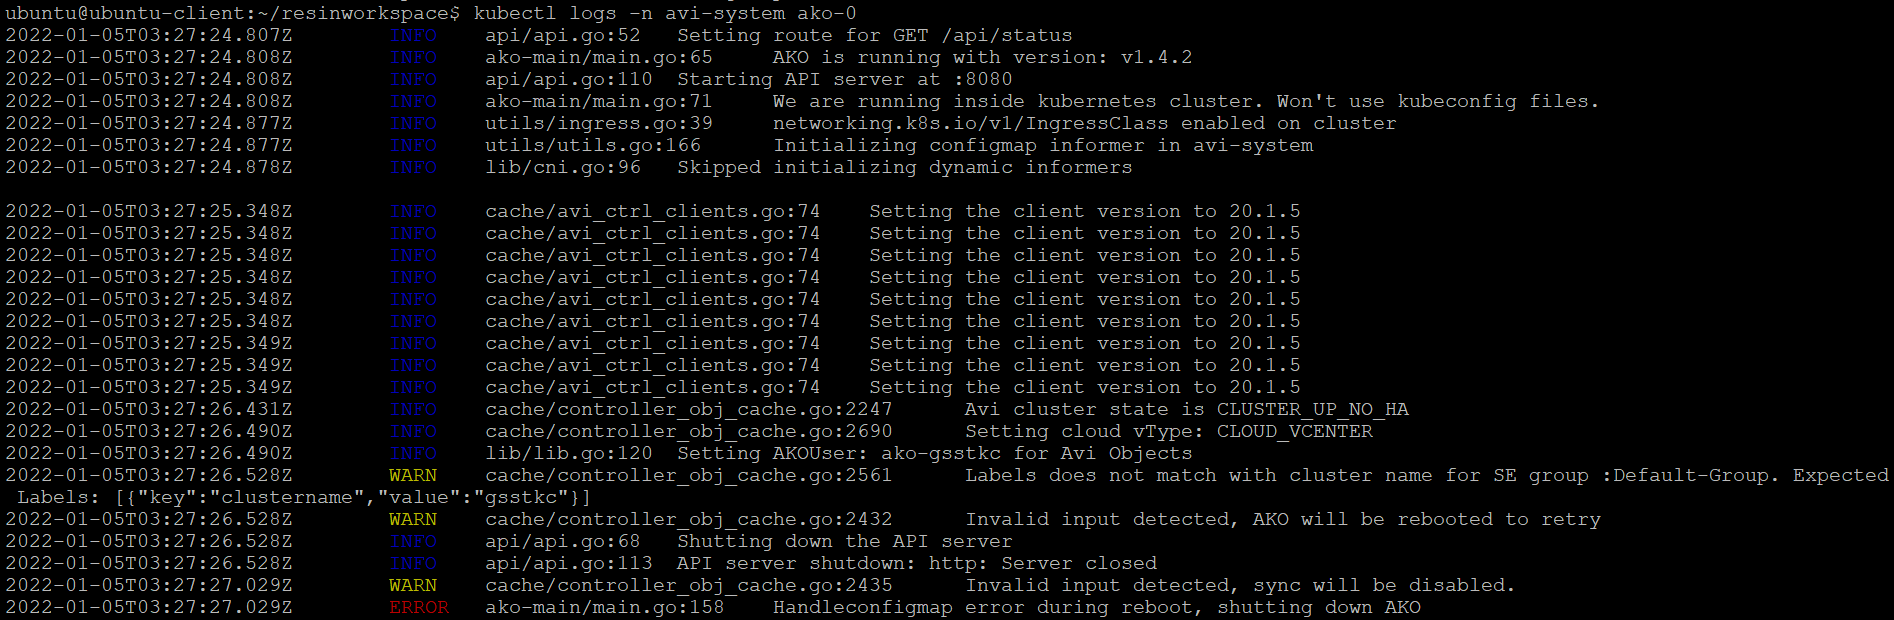 ubuntu@ubuntu-client:~/resinworkspace$ kubectl logs -n avi-system ako-0
2022-01-05T03:27:24.807Z INFO api/api.go:52 Setting route for GET /api/status
2022-01-05T03:27:24.808Z INFO ako-main/main.go:65 AKO is running with version: v1.4.2
2022-01-05T03:27:24.808Z INFO api/api.go:110 Starting API server at :8080
2022-01-05T03:27:24.808Z INFO ako-main/main.go:71 We are running inside kubernetes cluster. Won't use kubeconfig files.
2022-01-05T03:27:24.877Z INFO utils/ingress.go:39 networking.k8s.io/v1/IngressClass enabled on cluster
2022-01-05T03:27:24.877Z INFO utils/utils.go:166 Initializing configmap informer in avi-system
2022-01-05T03:27:24.878Z INFO lib/cni.go:96 Skipped initializing dynamic informers
2022-01-05T03:27:25.348Z INFO cache/avi_ctrl_clients.go:74 Setting the client version to 20.1.5
2022-01-05T03:27:25.348Z INFO cache/avi_ctrl_clients.go:74 Setting the client version to 20.1.5
2022-01-05T03:27:25.348Z INFO cache/avi_ctrl_clients.go:74 Setting the client version to 20.1.5
2022-01-05T03:27:25.348Z INFO cache/avi_ctrl_clients.go:74 Setting the client version to 20.1.5
2022-01-05T03:27:25.348Z INFO cache/avi_ctrl_clients.go:74 Setting the client version to 20.1.5
2022-01-05T03:27:25.348Z INFO cache/avi_ctrl_clients.go:74 Setting the client version to 20.1.5
2022-01-05T03:27:25.349Z INFO cache/avi_ctrl_clients.go:74 Setting the client version to 20.1.5
2022-01-05T03:27:25.349Z INFO cache/avi_ctrl_clients.go:74 Setting the client version to 20.1.5
2022-01-05T03:27:25.349Z INFO cache/avi_ctrl_clients.go:74 Setting the client version to 20.1.5
2022-01-05T03:27:26.431Z INFO cache/controller_obj_cache.go:2247 Avi cluster state is CLUSTER_UP_NO_HA
2022-01-05T03:27:26.490Z INFO cache/controller_obj_cache.go:2690 Setting cloud vType: CLOUD_VCENTER
2022-01-05T03:27:26.490Z INFO lib/lib.go:120 Setting AKOUser: ako-gsstkc for Avi Objects
2022-01-05T03:27:26.528Z WARN cache/controller_obj_cache.go:2561 Labels does not match with cluster name for SE group :Default-Group. Expected
Labels: [{"key":"clustername","value":"gsstkc"}]
2022-01-05T03:27:26.528Z WARN cache/controller_obj_cache.go:2432 Invalid input detected, AKO will be rebooted to retry
2022-01-05T03:27:26.528Z INFO api/api.go:68 Shutting down the API server
2022-01-05T03:27:26.528Z INFO api/api.go:113 API server shutdown: http: Server closed
2022-01-05T03:27:27.029Z WARN cache/controller_obj_cache.go:2435 Invalid input detected, sync will be disabled.
2022-01-05T03:27:27.029Z ERROR ako-main/main.go:158 Handleconfigmap error during reboot, shutting down AKO